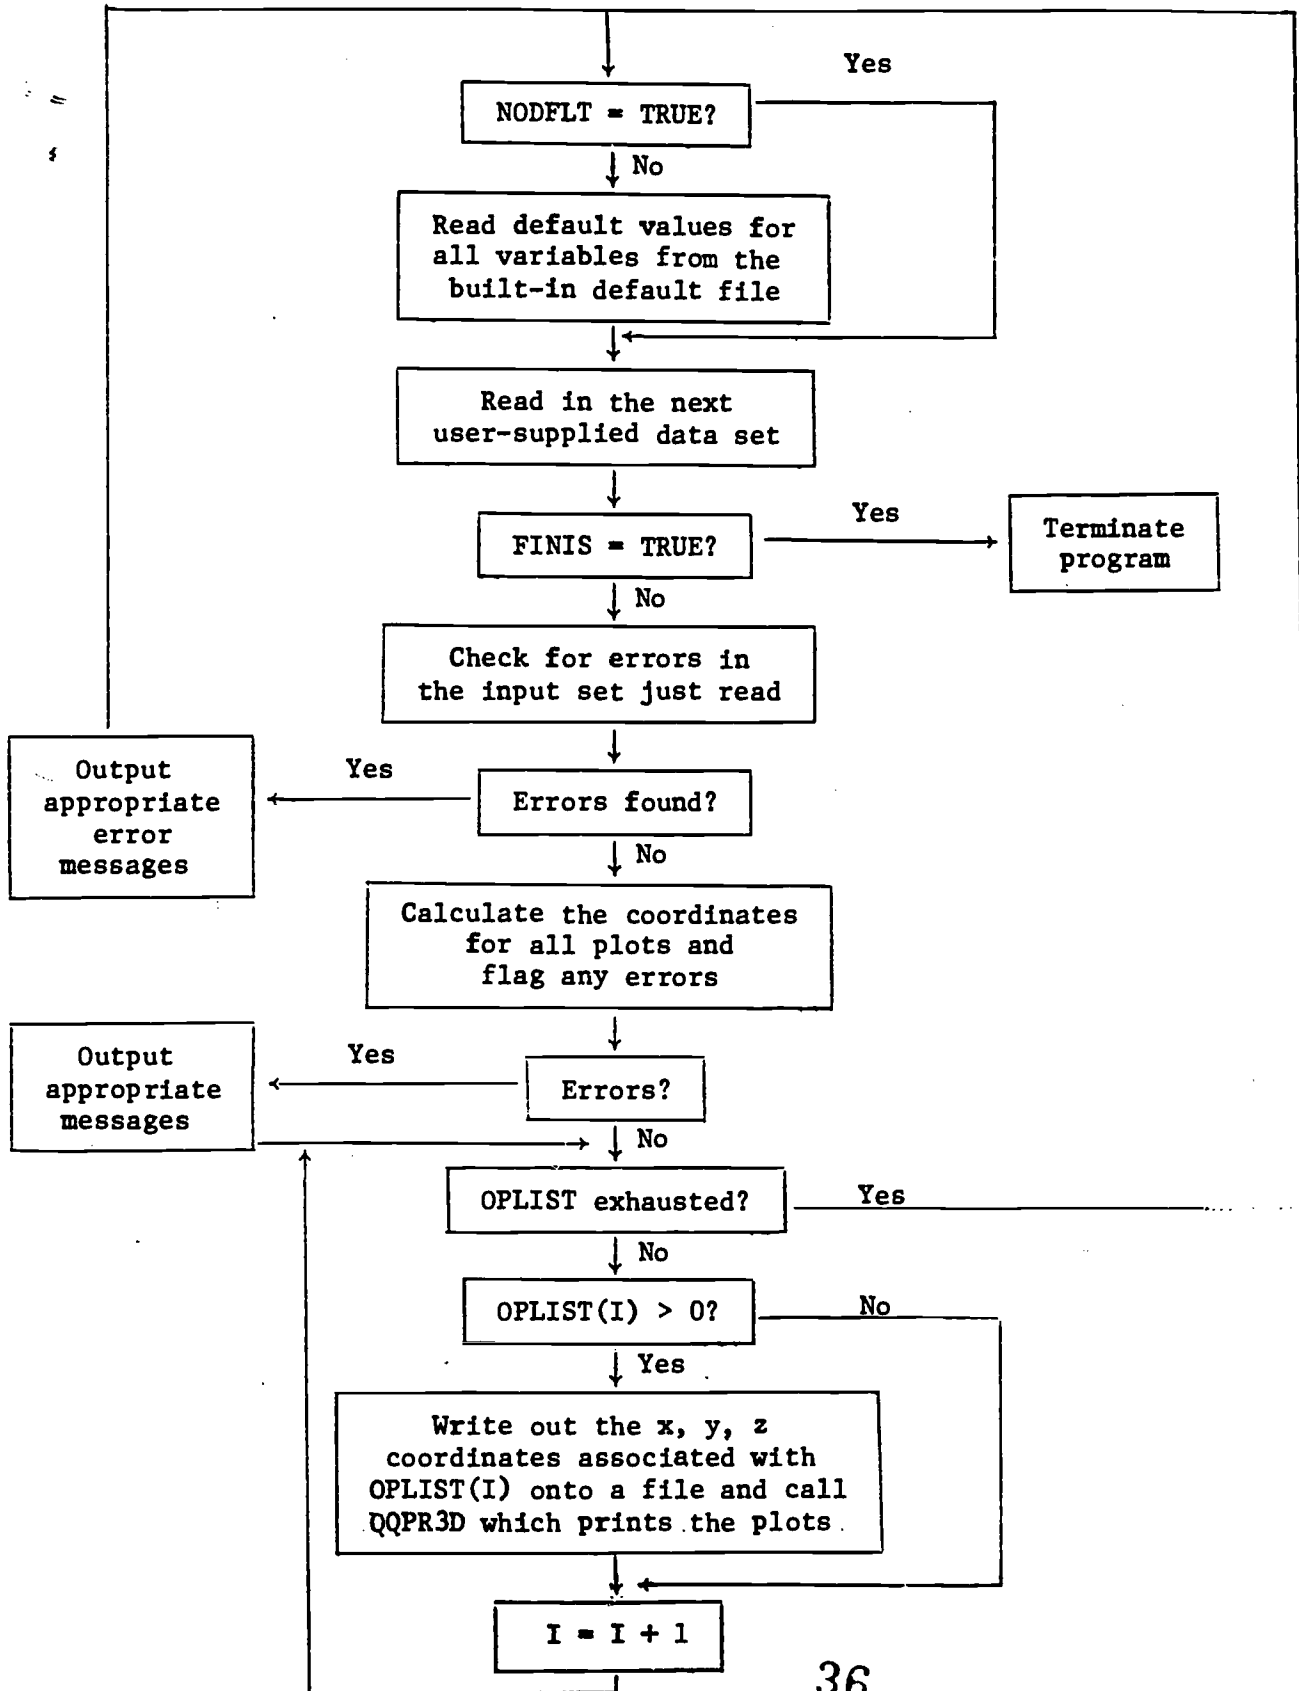 Yes
NODFLT = TRUE?
No
Read default values for
all variables from the
built-in default file
Read in the next
user-supplied data set
FINIS = TRUE?
Yes
Terminate
program
No
Check for errors in
the input set just read
Output
appropriate
error
messages
Yes
Errors found?
No
Calculate the coordinates
for all plots and
flag any errors
Output
appropriate
messages
Yes
Errors?
No
OPLIST exhausted?
Yes
No
OPLIST(I) > 0?
No
Yes
Write out the x, y, z
coordinates associated with
OPLIST(I) onto a file and call
QQPR3D which prints the plots
I = I + 1
36